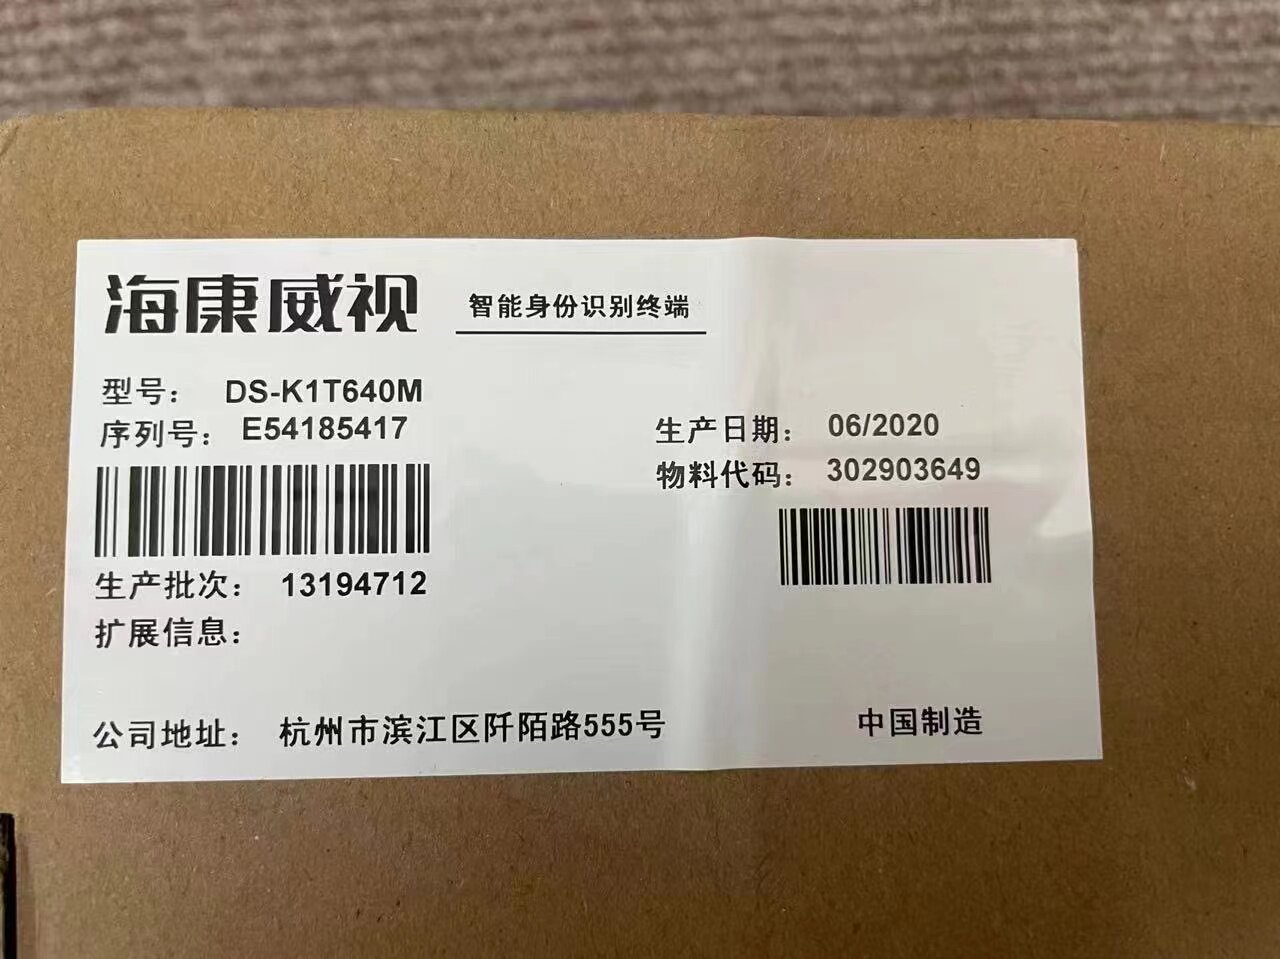 海康威视
智能身份识别终端
型号： DS-K1T640M
序列号： E54185417
生产日期： 06/2020
物料代码： 302903649
生产批次： 13194712
扩展信息：
公司地址： 杭州市滨江区阡陌路555号
中国制造